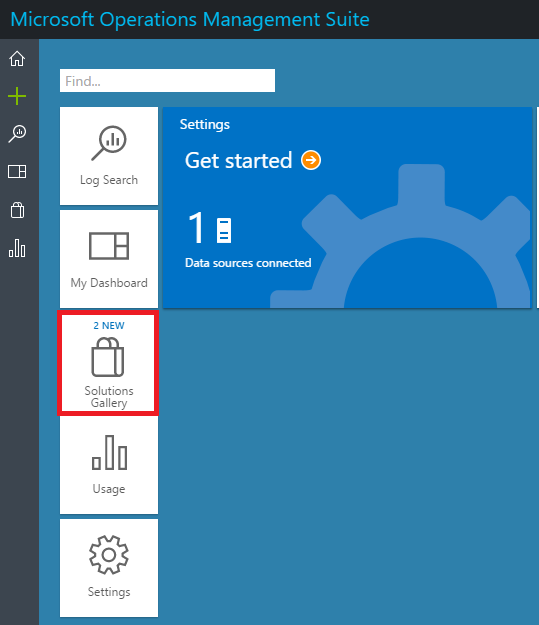 Microsoft Operations Management Suite
Find...
Log Search
My Dashboard
2 NEW
Solutions
Gallery
Usage
Settings
Settings
Get started
1
Data sources connected